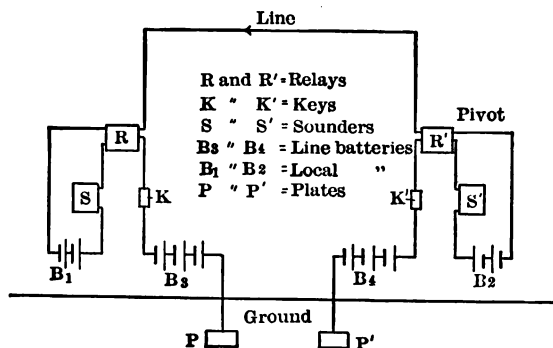 Line
R and R' = Relays
K " K' = Keys
S " S' = Sounders
B3 " B4 = Line batteries
B1 " B2 = Local "
P " P' = Plates
Pivot
R
R'
S
K
K'
S'
B1
B3
B4
B2
Ground
P
P'